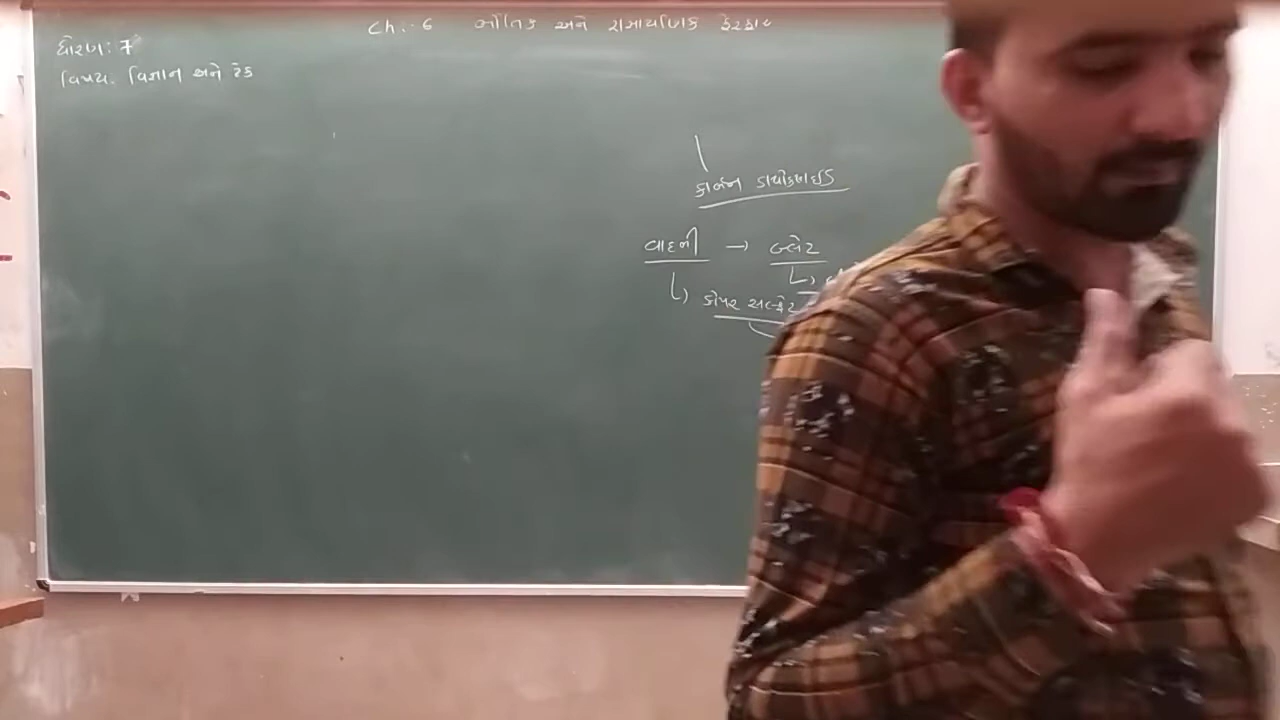 Ch.: 6 ભૌતિક અને રાસાયણિક ફેરફાર
ધોરણ: 7
વિષય. વિજ્ઞાન અને ટેક
કાર્બન ડાયોક્સાઈડ
વાદળી → બ્લેટ
કોપર સલ્ફેટ